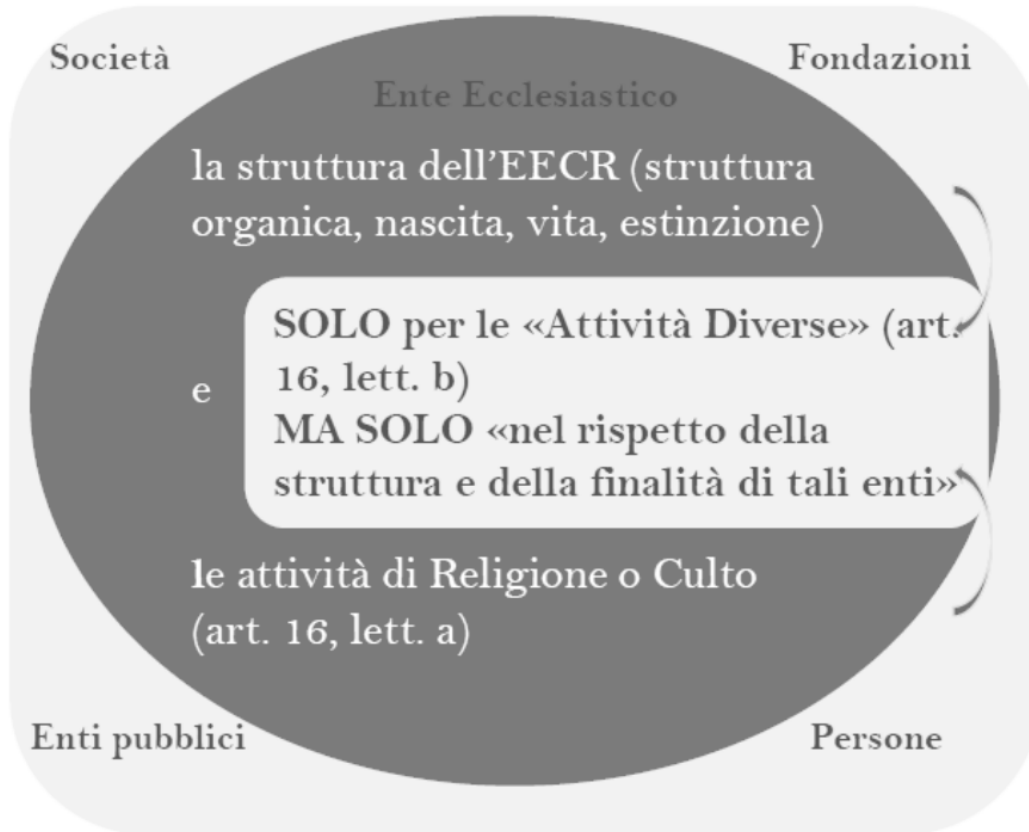 Società
Fondazioni
Ente Ecclesiastico
la struttura dell’EECR (struttura
organica, nascita, vita, estinzione)
SOLO per le «Attività Diverse» (art.
16, lett. b)
e
MA SOLO «nel rispetto della
struttura e della finalità di tali enti»
le attività di Religione o Culto
(art. 16, lett. a)
Enti pubblici
Persone